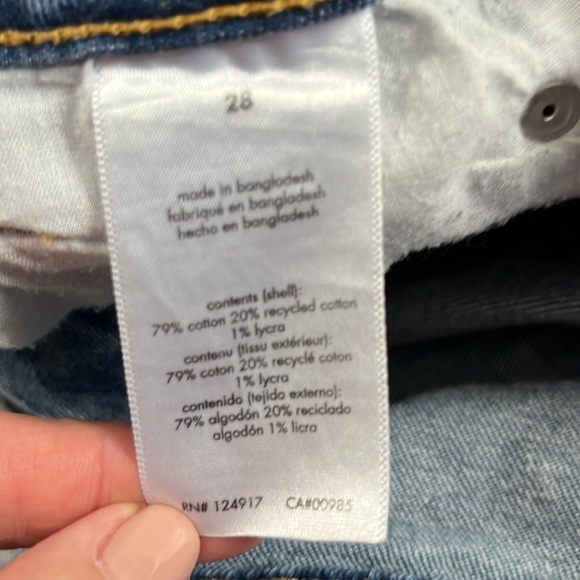 28
made in bangladesh
fabriqué en bangladesh
hecho en bangladesh
contents (shell):
79% cotton 20% recycled cotton
1% lycra
contenu (tissu extérieur):
79% coton 20% recyclé coton
1% lycra
contenido (tejido externo):
79% algodón 20% reciclado
algodón 1% licra
RN# 124917 CA#00985